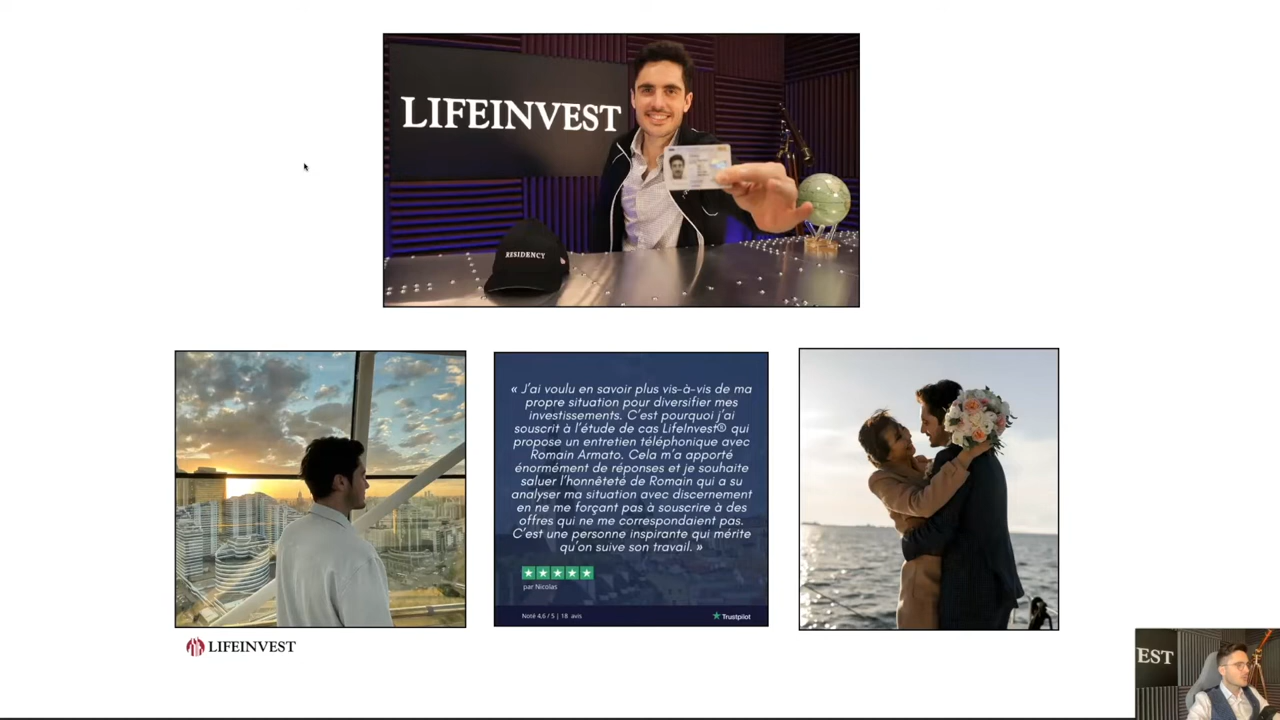 LIFEINVEST
RESIDENCY
« J'ai voulu en savoir plus vis-à-vis de ma
propre situation pour diversifier mes
investissements. C'est pourquoi j'ai
souscrit à l'étude de cas LifeInvest® qui
propose un entretien téléphonique avec
Romain Armato. Cela m'a apporté
énormément de réponses et je souhaite
saluer l'honnêteté de Romain qui a su
analyser ma situation avec discernement
en ne me forçant pas à souscrire à des
offres qui ne me correspondaient pas.
C'est une personne inspirante qui mérite
qu'on suive son travail. »
par Nicolas
Noté 4,6 / 5 | 18 avis
Trustpilot
LIFEINVEST
EST